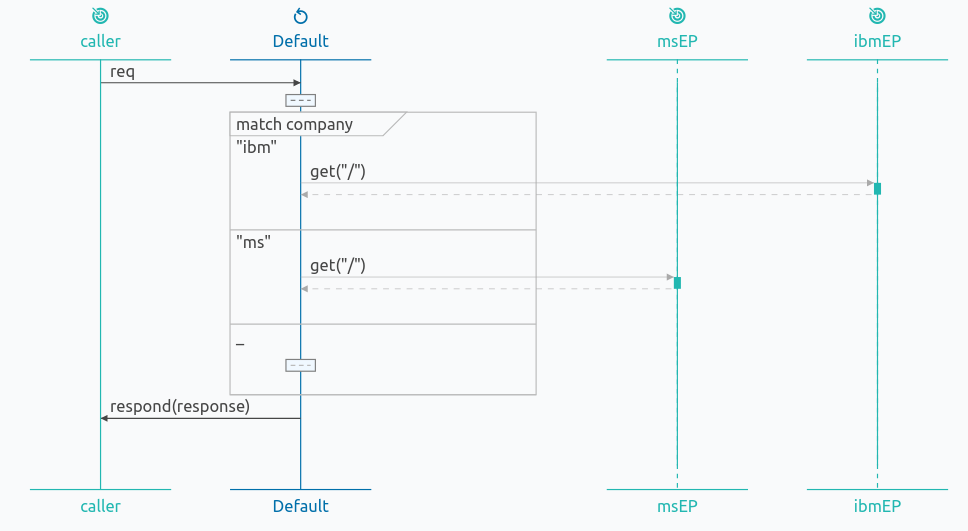 caller
Default
msEP
ibmEP
req
match company
"ibm"
get("/")
"ms"
get("/")
_
respond(response)
caller
Default
msEP
ibmEP